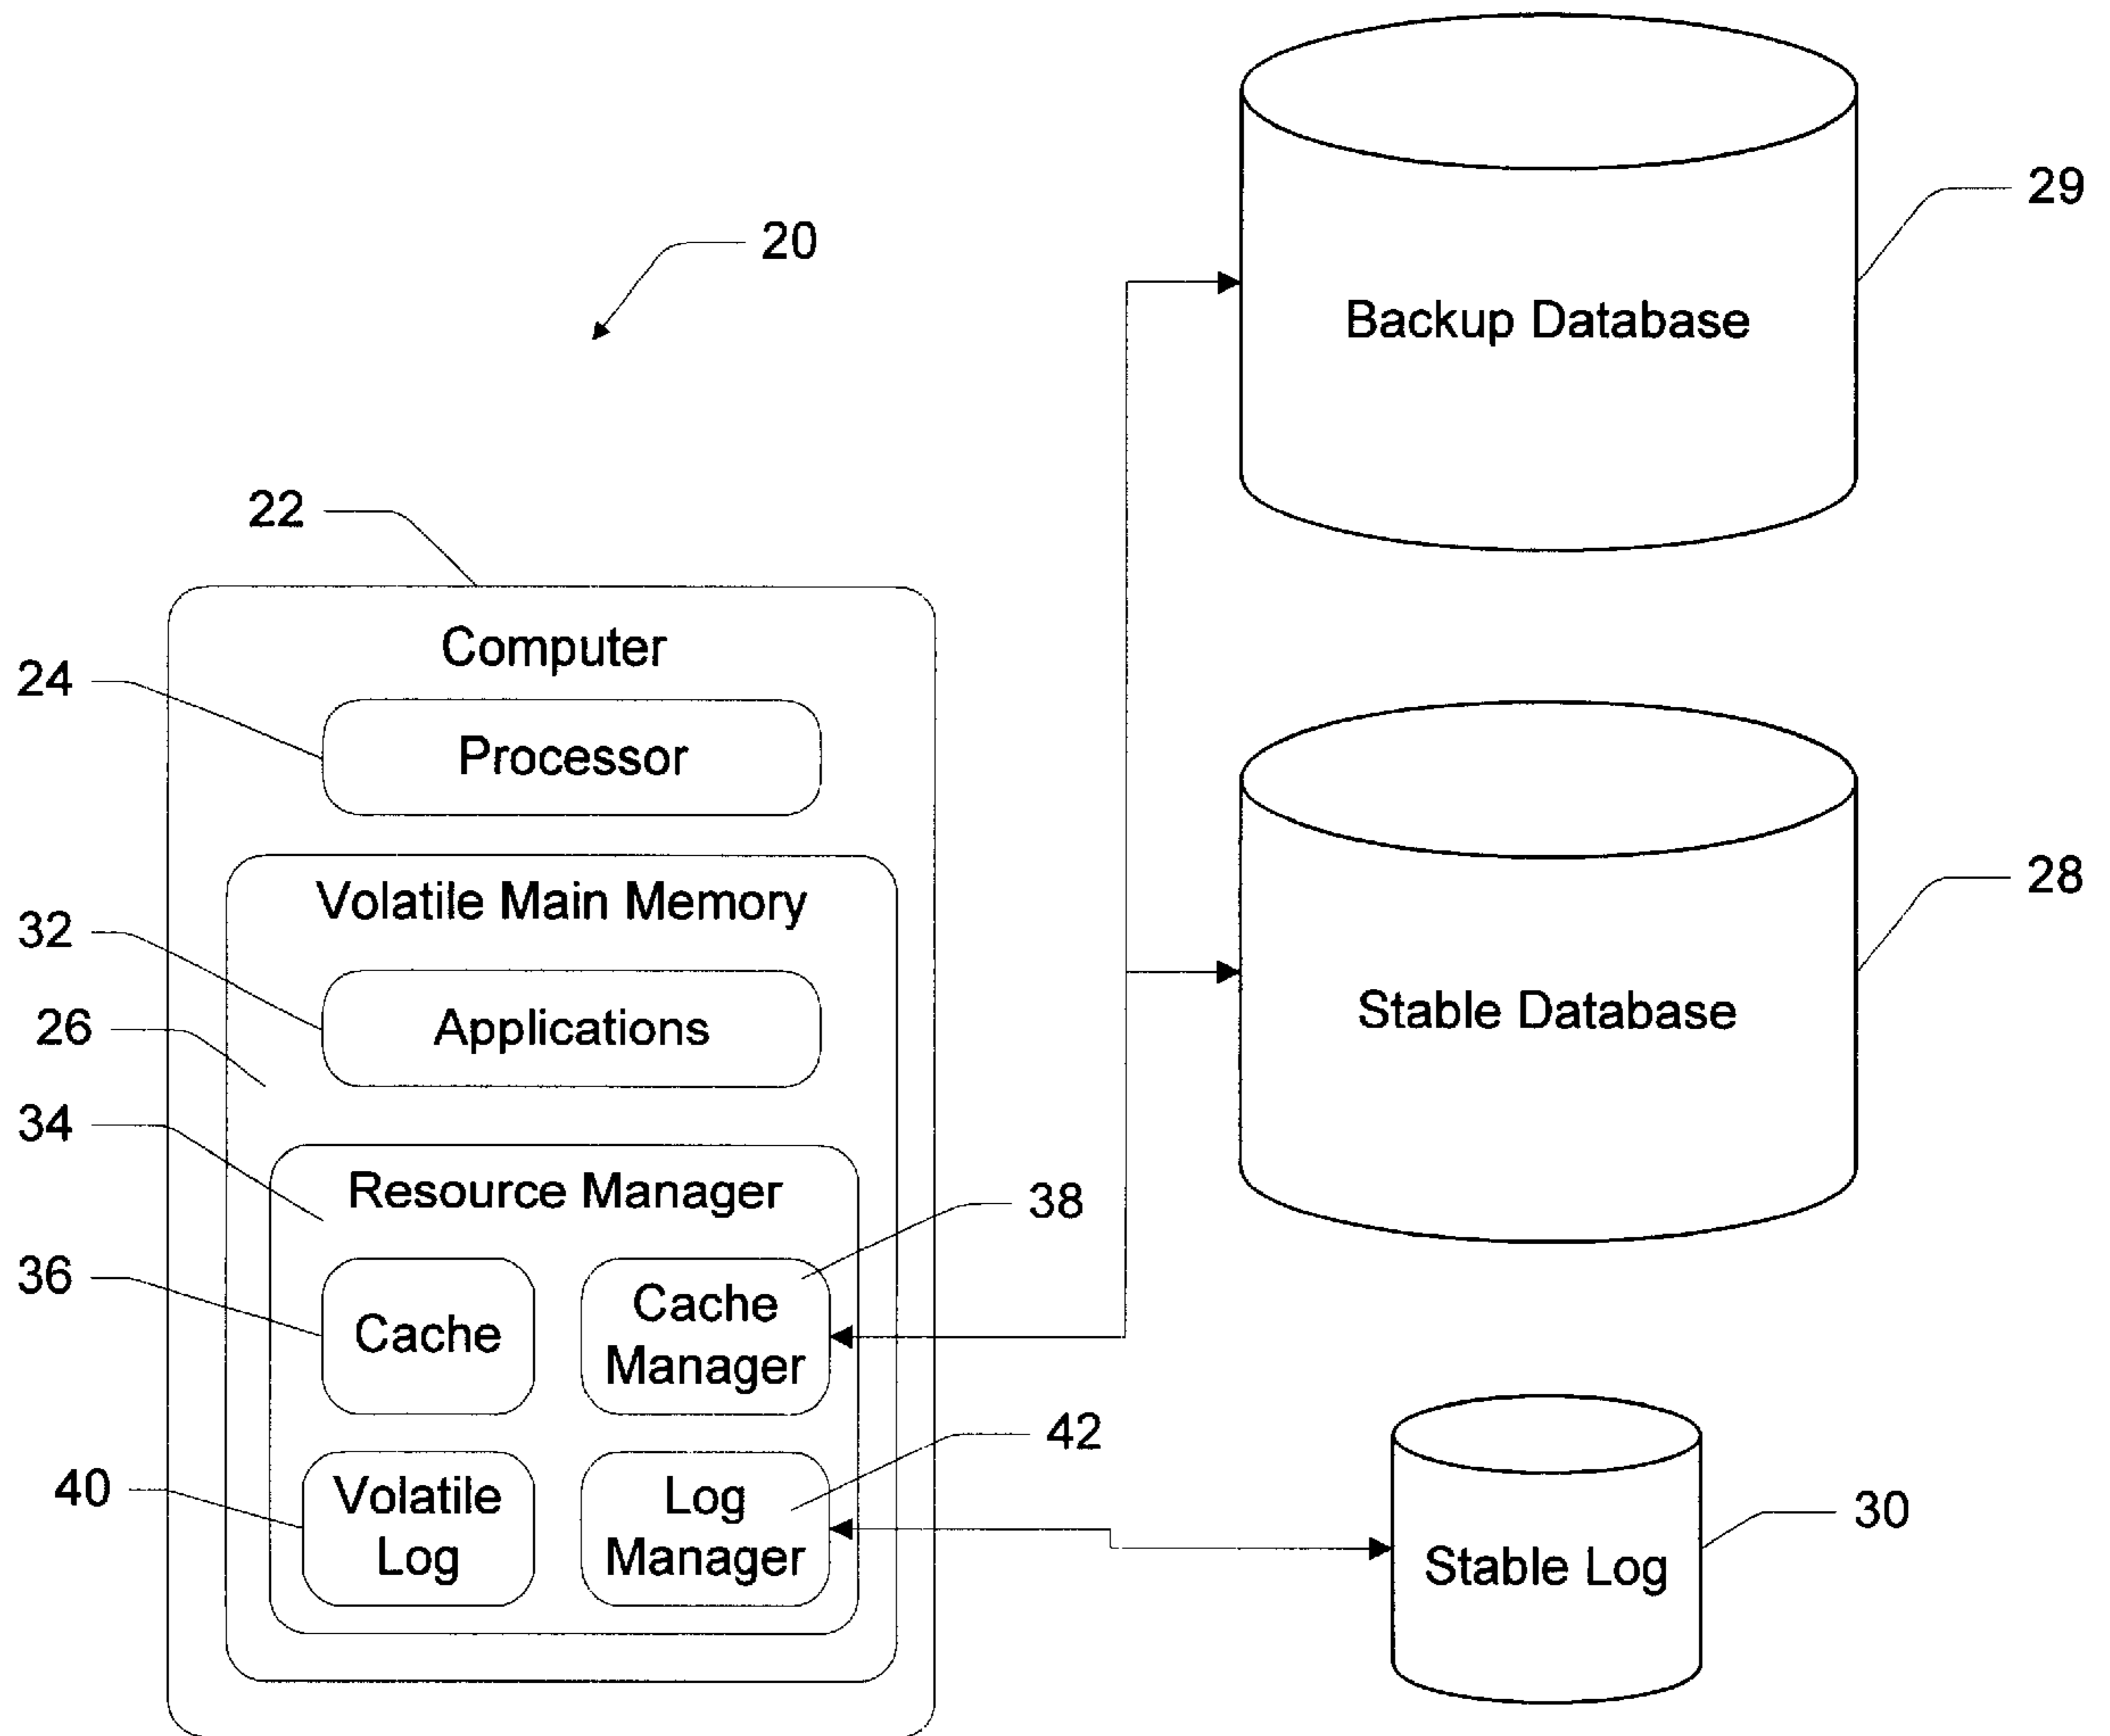 29
20
Backup Database
22
Computer
24
Processor
Volatile Main Memory
28
32
Applications
Stable Database
26
34
Resource Manager
38
36
Cache
Cache
Manager
42
40
Volatile
Log
Log
Manager
30
Stable Log